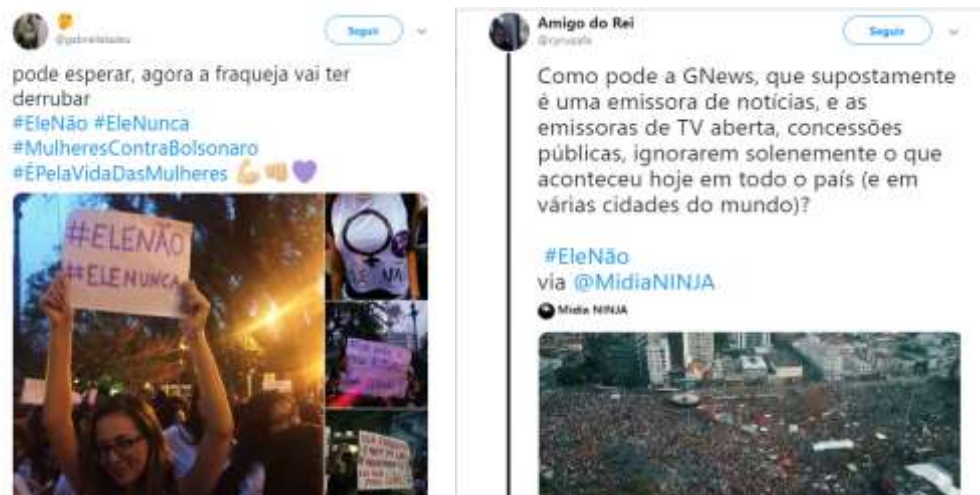 Seguir
pode esperar, agora a fraqueja vai ter
derrubar
#EleNão #EleNunca
#MulheresContraBolsonaro
#ÉPelaVidaDasMulheres
#ELENÃO
#ELENUNCA
Amigo do Rei
Seguir
Como pode a GNews, que supostamente
é uma emissora de notícias, e as
emissoras de TV aberta, concessões
públicas, ignorarem solenemente o que
aconteceu hoje em todo o país (e em
várias cidades do mundo)?
#EleNão
via @MidiaNINJA
Midia NINJA